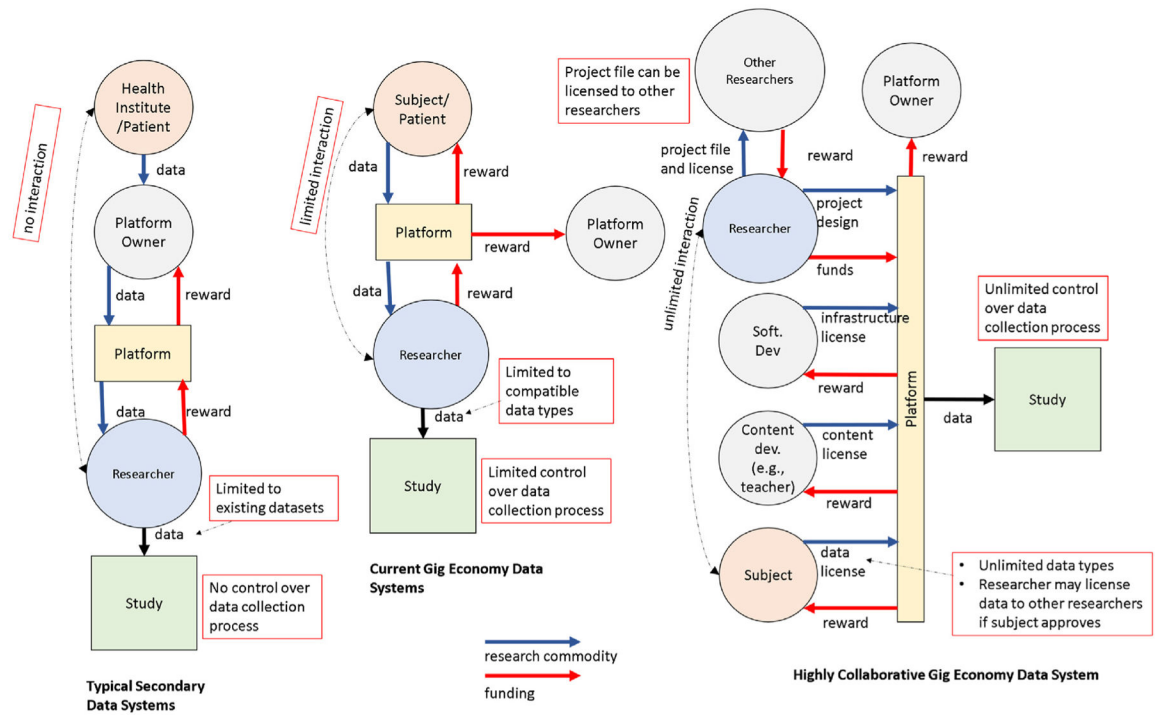 Health
Institute
/Patient
no interaction
data
Platform
Owner
data
reward
Platform
data
reward
Researcher
Limited to
existing datasets
data
Study
No control over
data collection
process
Typical Secondary
Data Systems
Subject/
Patient
limited interaction
data
reward
Platform
reward
Platform
Owner
data
reward
Researcher
Limited to
compatible
data types
data
Study
Limited control
over data
collection process
Current Gig Economy Data
Systems
research commodity
funding
Project file can be
licensed to other
researchers
Other
Researchers
Platform
Owner
project file
and license
reward
reward
Researcher
project
design
funds
unlimited interaction
Soft.
Dev
infrastructure
license
reward
Content
dev.
(e.g.,
teacher)
content
license
reward
Subject
data
license
reward
Platform
data
Unlimited control
over data
collection process
Study
• Unlimited data types
• Researcher may license
data to other researchers
if subject approves
Highly Collaborative Gig Economy Data System